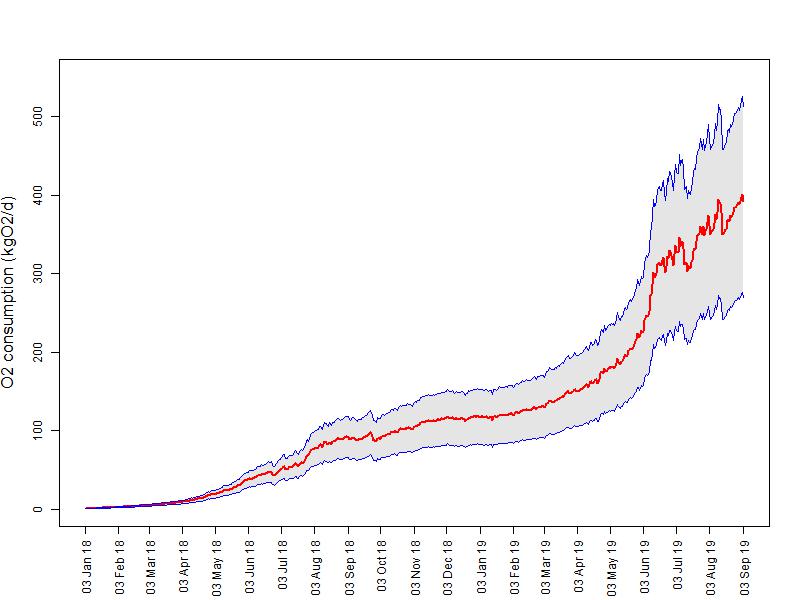 O2 consumption (kgO2/d)
500
400
300
200
100
0
03 Jan 18
03 Feb 18
03 Mar 18
03 Apr 18
03 May 18
03 Jun 18
03 Jul 18
03 Aug 18
03 Sep 18
03 Oct 18
03 Nov 18
03 Dec 18
03 Jan 19
03 Feb 19
03 Mar 19
03 Apr 19
03 May 19
03 Jun 19
03 Jul 19
03 Aug 19
03 Sep 19